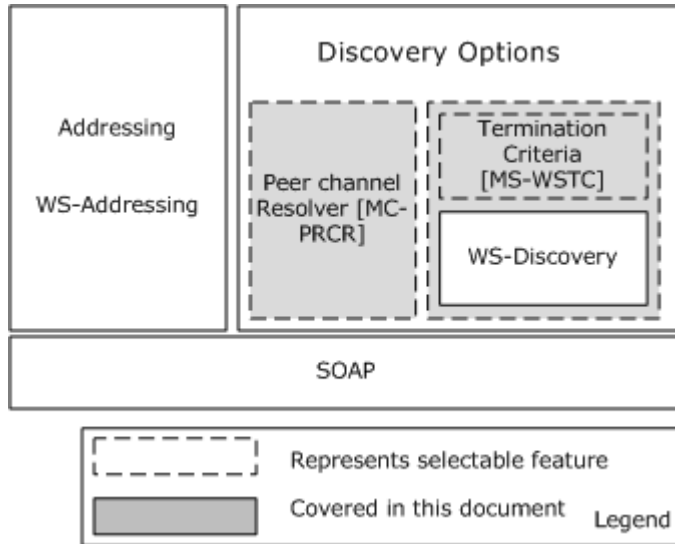 Addressing
WS-Addressing
Discovery Options
Peer channel
Resolver [MC-
PRCR]
Termination
Criteria
[MS-WSTC]
WS-Discovery
SOAP
Represents selectable feature
Covered in this document
Legend